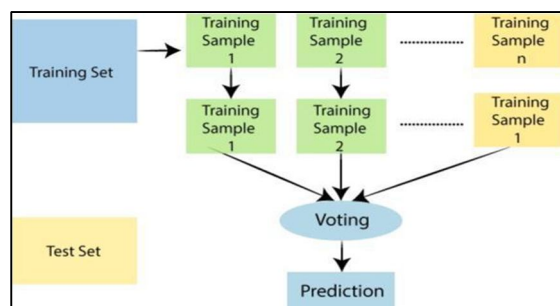 Training Set
Training
Sample
1
Training
Sample
2
Training
Sample
n
Training
Sample
1
Training
Sample
2
Training
Sample
1
Voting
Test Set
Prediction